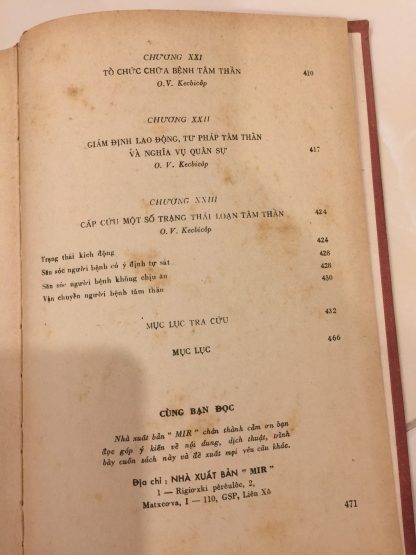 CHƯƠNG XXI
TỔ CHỨC CHỮA BỆNH TÂM THẦN 410
O.V. Kecbicôp
CHƯƠNG XXII
GIÁM ĐỊNH LAO ĐỘNG, TƯ PHÁP TÂM THẦN
VÀ NGHĨA VỤ QUÂN SỰ 417
O. V. Kecbicôp
CHƯƠNG XXIII
CẤP CỨU MỘT SỐ TRẠNG THÁI LOẠN TÂM THẦN 424
O.V. Kecbicôp
Trạng thái kích động 424
Săn sóc người bệnh có ý định tự sát 428
Săn sóc người bệnh không chịu ăn 428
Vận chuyển người bệnh tâm thần 430
MỤC LỤC TRA CỨU 432
MỤC LỤC 466
CÙNG BẠN ĐỌC
Nhà xuất bản "MIR" chân thành cảm ơn bạn
đọc góp ý kiến về nội dung, dịch thuật, trình
bày cuốn sách này và đề xuất mọi yêu cầu khác.
Địa chỉ : NHÀ XUẤT BẢN "MIR"
1 — Rigiơxki pêrêulôc, 2,
Matxcơva, I — 110, GSP, Liên Xô
471